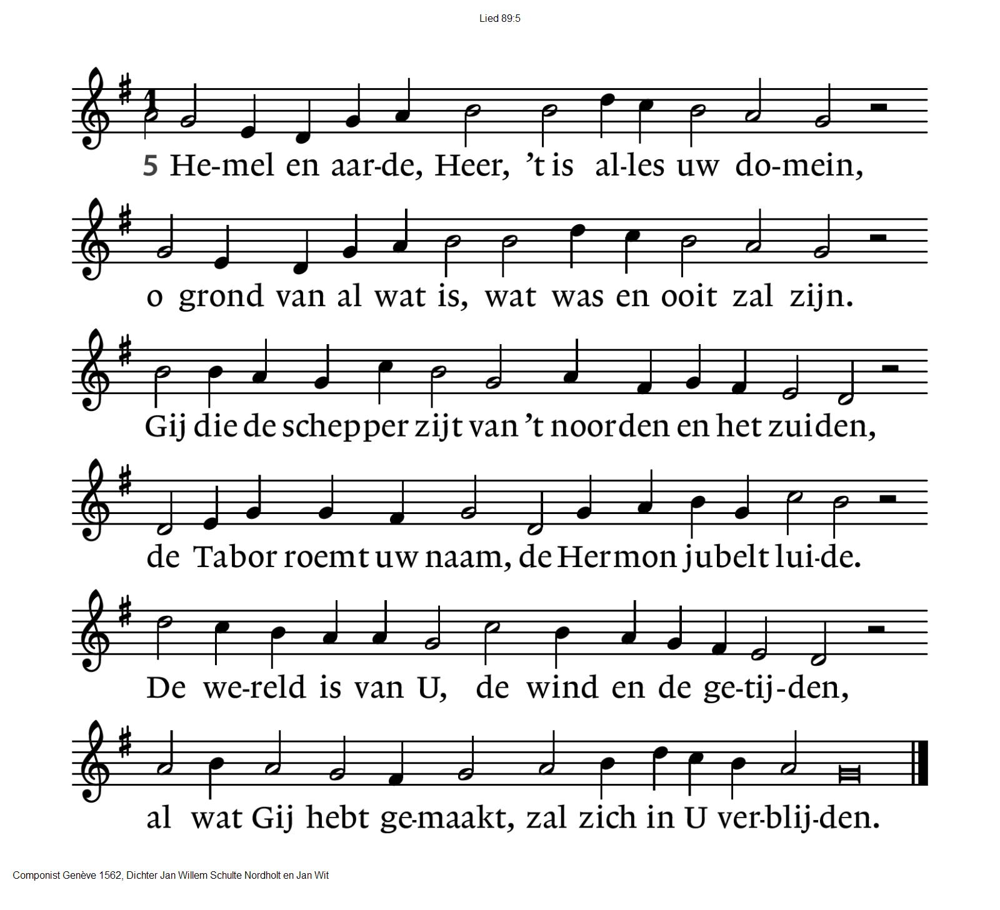 Lied 89:5
1
5 He-mel en aar-de, Heer, ’t is al-les uw do-mein,
o grond van al wat is, wat was en ooit zal zijn.
Gij die de schepper zijt van ’t noorden en het zuiden,
de Tabor roemt uw naam, de Hermon jubelt lui-de.
De we-reld is van U, de wind en de ge-tij-den,
al wat Gij hebt ge-maakt, zal zich in U ver-blij-den.
Componist Genève 1562, Dichter Jan Willem Schulte Nordholt en Jan Wit